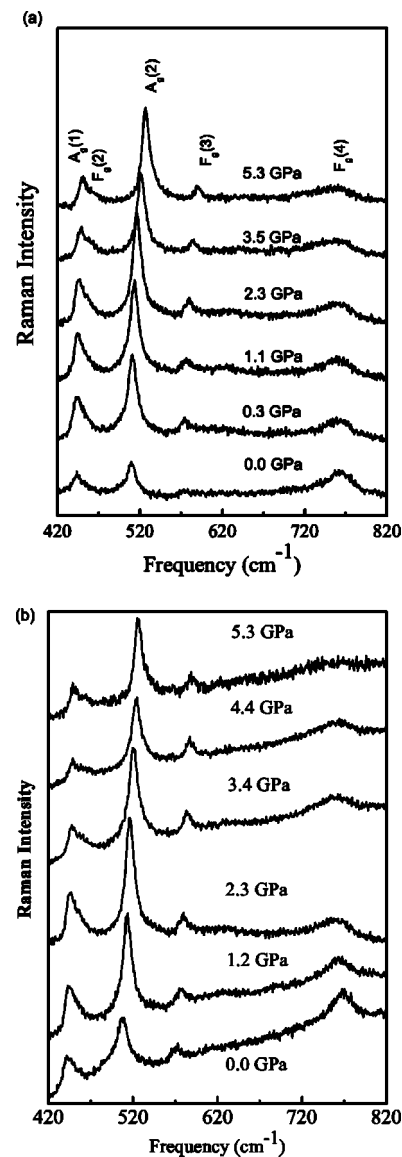 (a)
A_g(1)
F_g(2)
A_g(2)
F_g(3)
F_g(4)
5.3 GPa
3.5 GPa
2.3 GPa
1.1 GPa
0.3 GPa
0.0 GPa
Raman Intensity
420 520 620 720 820
Frequency (cm⁻¹)
(b)
5.3 GPa
4.4 GPa
3.4 GPa
2.3 GPa
1.2 GPa
0.0 GPa
Raman Intensity
420 520 620 720 820
Frequency (cm⁻¹)